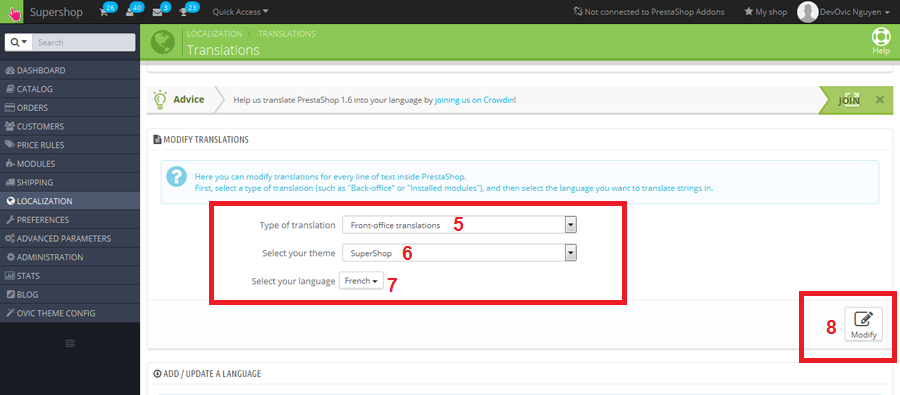 Supershop 26 40 3 23 Quick Access Not connected to PrestaShop Addons My shop DevOvic Nguyen
LOCALIZATION / TRANSLATIONS
Translations
Help
DASHBOARD
CATALOG
ORDERS
CUSTOMERS
PRICE RULES
MODULES
SHIPPING
LOCALIZATION
PREFERENCES
ADVANCED PARAMETERS
ADMINISTRATION
STATS
BLOG
OVIC THEME CONFIG
Advice Help us translate PrestaShop 1.6 into your language by joining us on Crowdin! JOIN
MODIFY TRANSLATIONS
Here you can modify translations for every line of text inside PrestaShop.
First, select a type of translation (such as "Back-office" or "Installed modules"), and then select the language you want to translate strings in.
Type of translation Front-office translations 5
Select your theme SuperShop 6
Select your language French 7
8 Modify
ADD / UPDATE A LANGUAGE